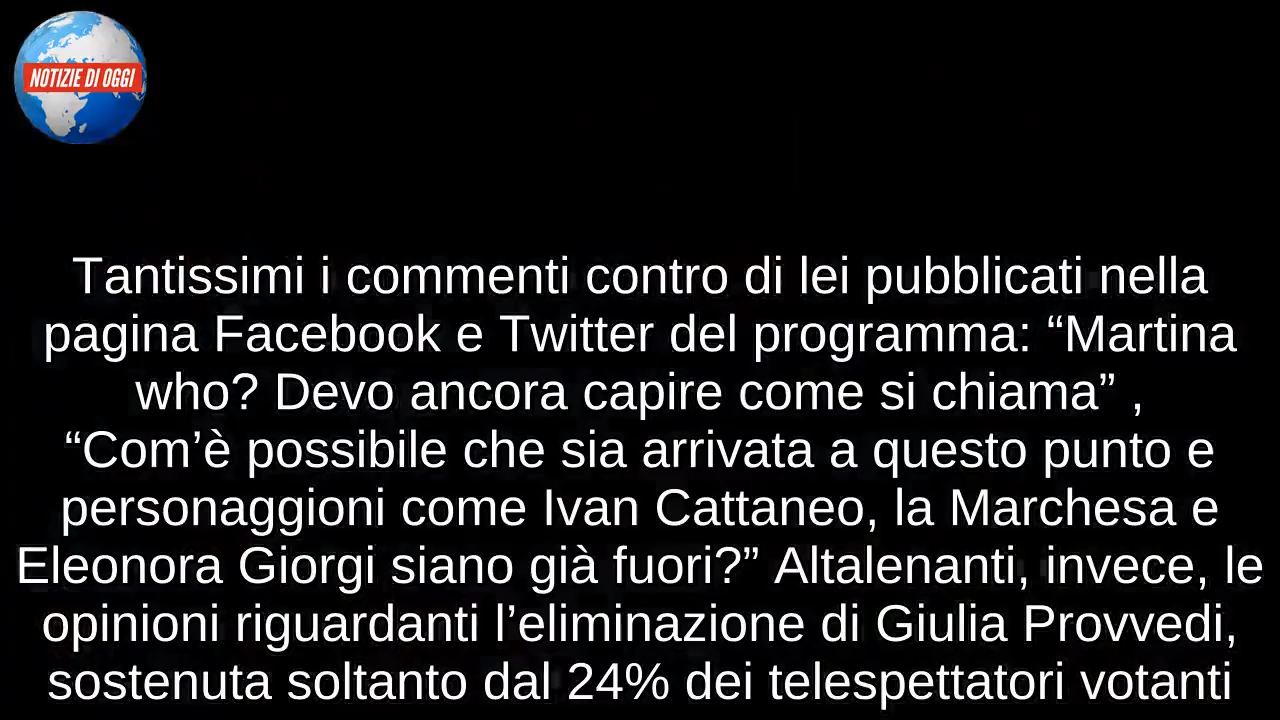 NOTIZIE DI OGGI
Tantissimi i commenti contro di lei pubblicati nella
pagina Facebook e Twitter del programma: “Martina
who? Devo ancora capire come si chiama” ,
“Com’è possibile che sia arrivata a questo punto e
personaggioni come Ivan Cattaneo, la Marchesa e
Eleonora Giorgi siano già fuori?” Altalenanti, invece, le
opinioni riguardanti l’eliminazione di Giulia Provvedi,
sostenuta soltanto dal 24% dei telespettatori votanti